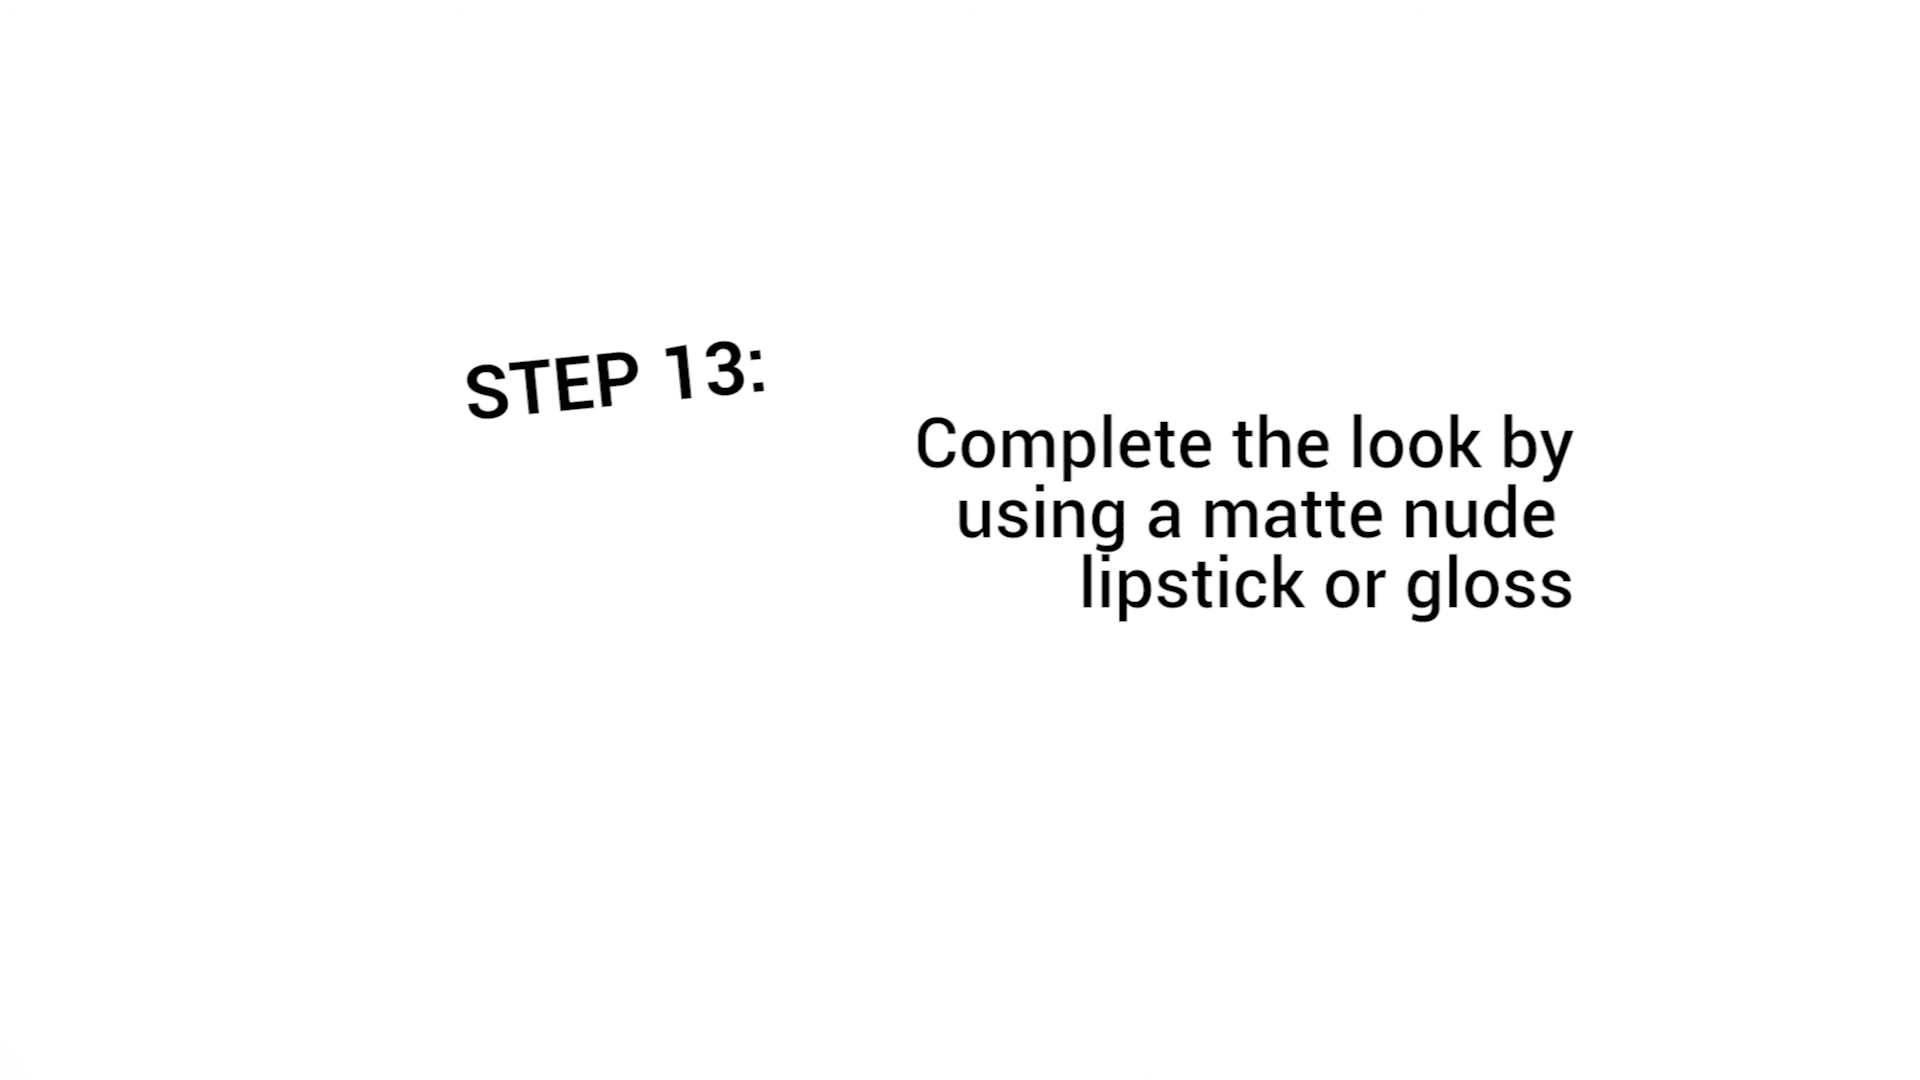 STEP 13:
Complete the look by
using a matte nude
lipstick or gloss